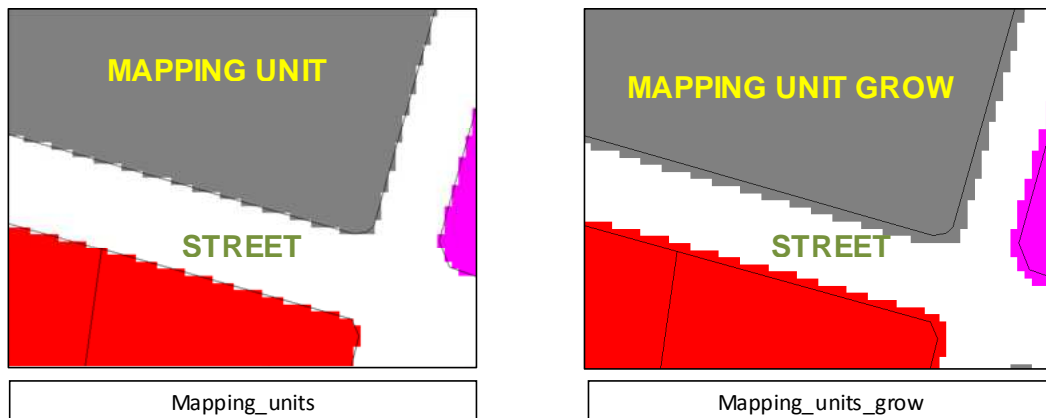 MAPPING UNIT
STREET
Mapping_units
MAPPING UNIT GROW
STREET
Mapping_units_grow